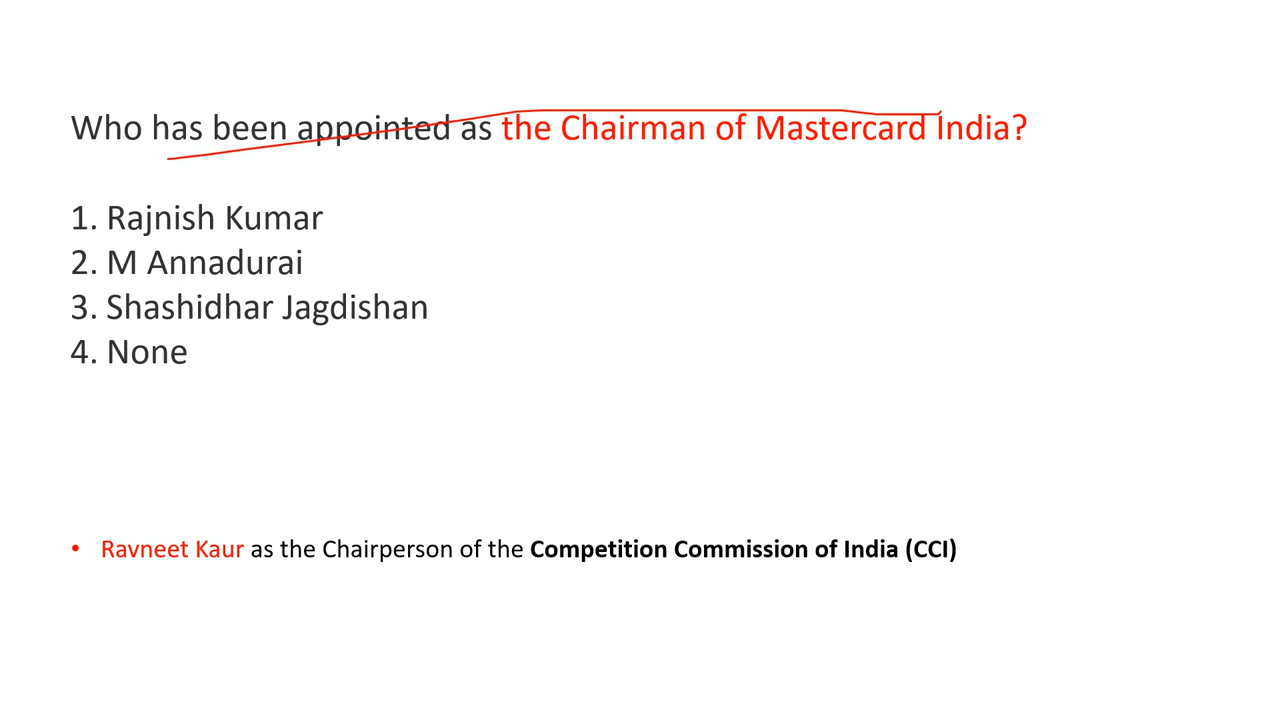 Who has been appointed as the Chairman of Mastercard India?
1. Rajnish Kumar
2. M Annadurai
3. Shashidhar Jagdishan
4. None
• Ravneet Kaur as the Chairperson of the Competition Commission of India (CCI)